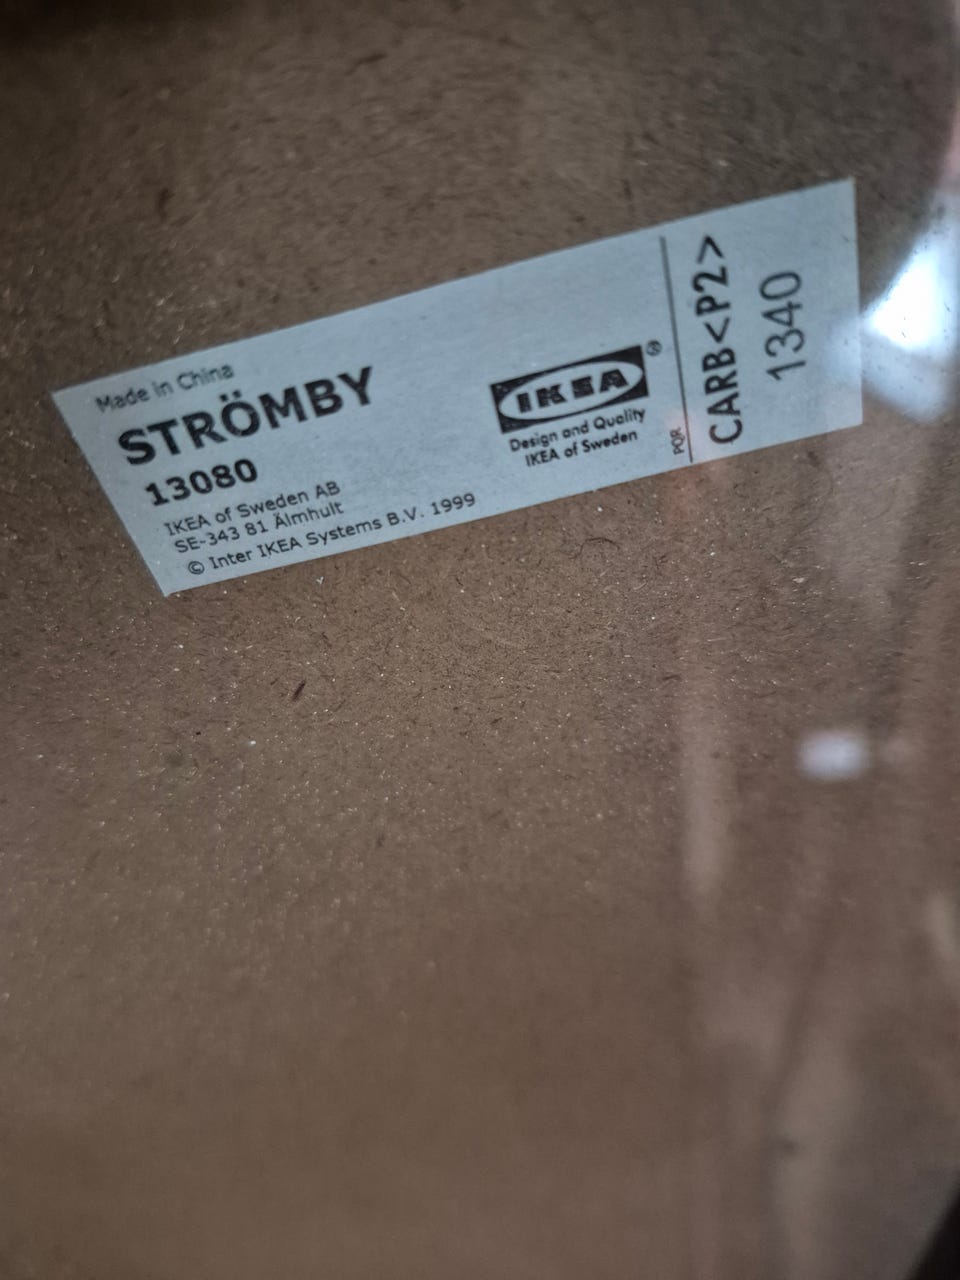 Made in China
STRÖMBY
13080
IKEA of Sweden AB
SE-343 81 Älmhult
© Inter IKEA Systems B.V. 1999
IKEA®
Design and Quality
IKEA of Sweden
PQR
CARB<P2>
1340